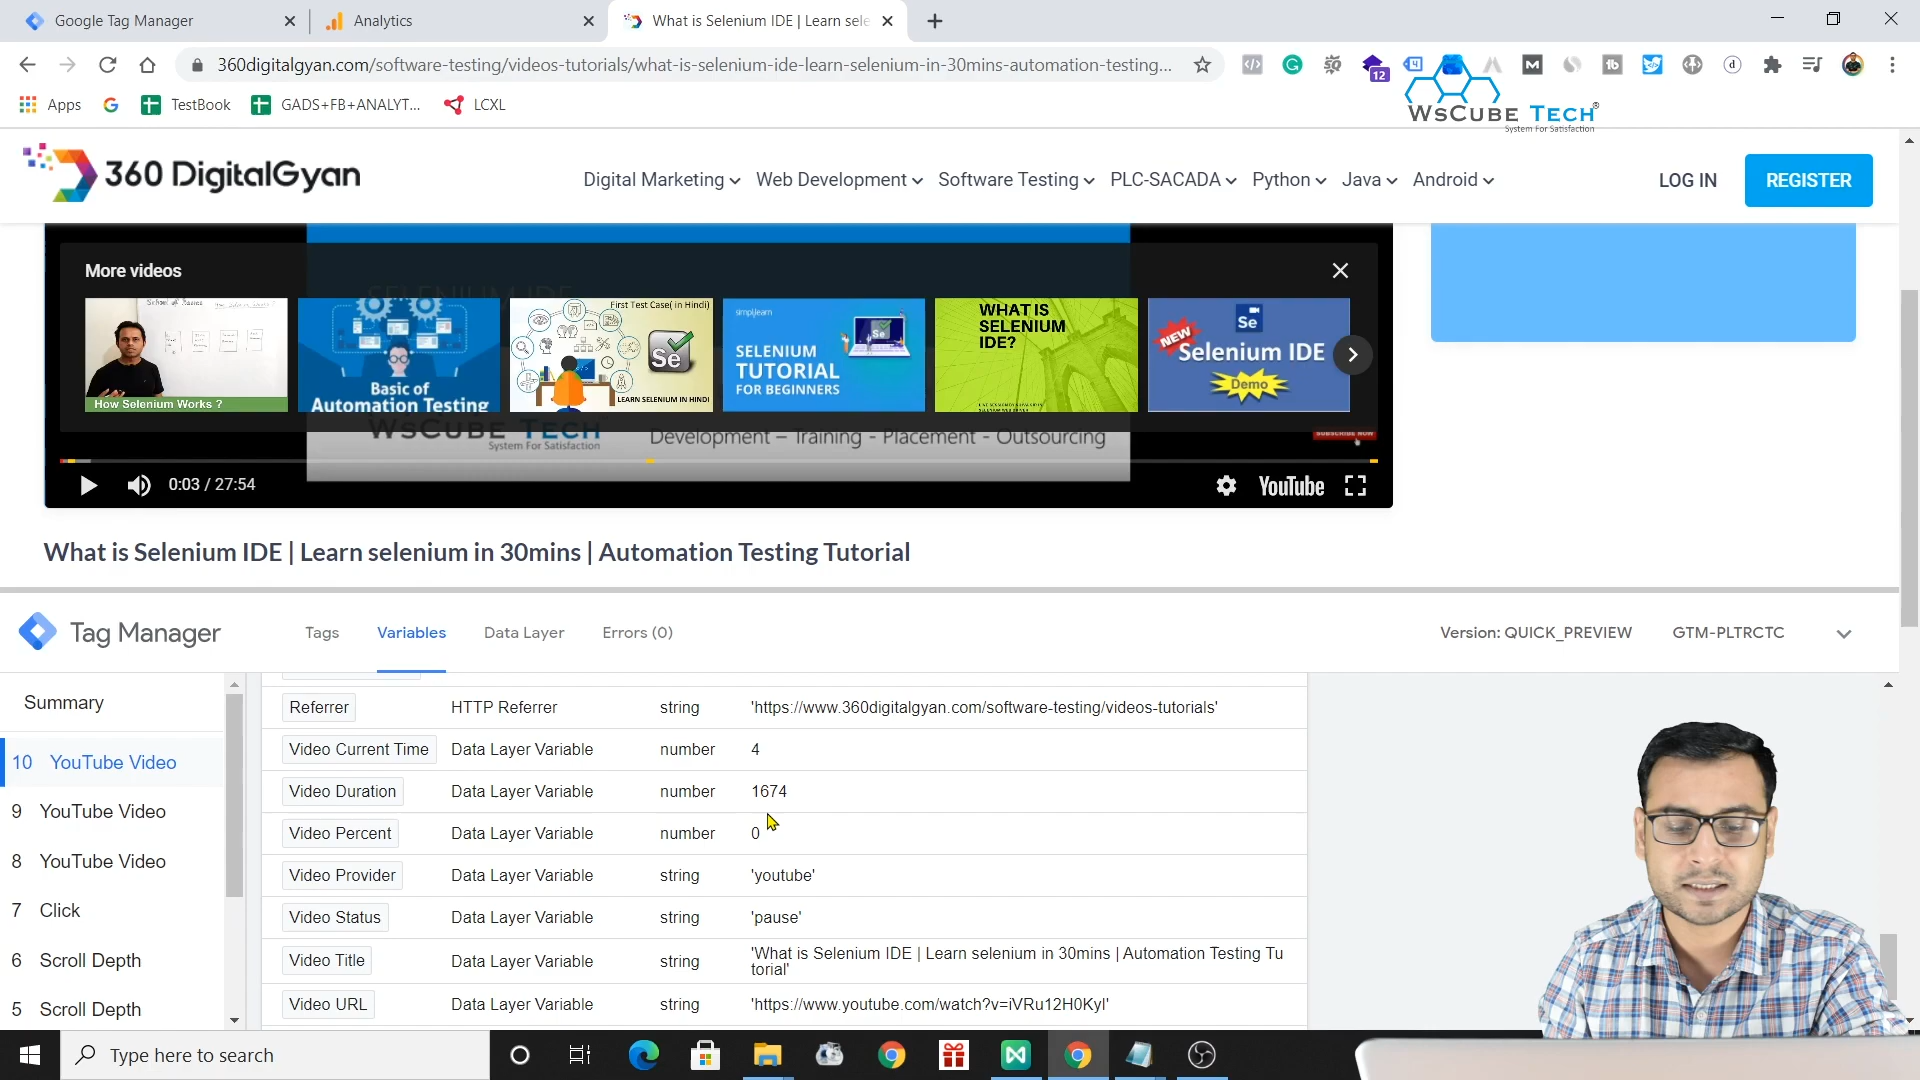 Google Tag Manager
Analytics
What is Selenium IDE | Learn sele
360digitalgyan.com/software-testing/videos-tutorials/what-is-selenium-ide-learn-selenium-in-30mins-automation-testing...
12
Apps
TestBook
GADS+FB+ANALYT...
LCXL
WsCube Tech®
System For Satisfaction
360 DigitalGyan
Digital Marketing
Web Development
Software Testing
PLC-SACADA
Python
Java
Android
LOG IN
REGISTER
More videos
How Selenium Works ?
Basic of
Automation Testing
First Test Case( in Hindi)
Se
LEARN SELENIUM IN HINDI
simplilearn
SELENIUM
TUTORIAL
FOR BEGINNERS
WHAT IS
SELENIUM
IDE?
Se
NEW
Selenium IDE
Demo
WsCube Tech
System For Satisfaction
Development – Training - Placement - Outsourcing
SUBSCRIBE NOW
0:03 / 27:54
YouTube
What is Selenium IDE | Learn selenium in 30mins | Automation Testing Tutorial
Tag Manager
Tags
Variables
Data Layer
Errors (0)
Version: QUICK_PREVIEW
GTM-PLTRCTC
Summary
10 YouTube Video
9 YouTube Video
8 YouTube Video
7 Click
6 Scroll Depth
5 Scroll Depth
Referrer HTTP Referrer string 'https://www.360digitalgyan.com/software-testing/videos-tutorials'
Video Current Time Data Layer Variable number 4
Video Duration Data Layer Variable number 1674
Video Percent Data Layer Variable number 0
Video Provider Data Layer Variable string 'youtube'
Video Status Data Layer Variable string 'pause'
Video Title Data Layer Variable string 'What is Selenium IDE | Learn selenium in 30mins | Automation Testing Tu
torial'
Video URL Data Layer Variable string 'https://www.youtube.com/watch?v=iVRu12H0KyI'
Type here to search